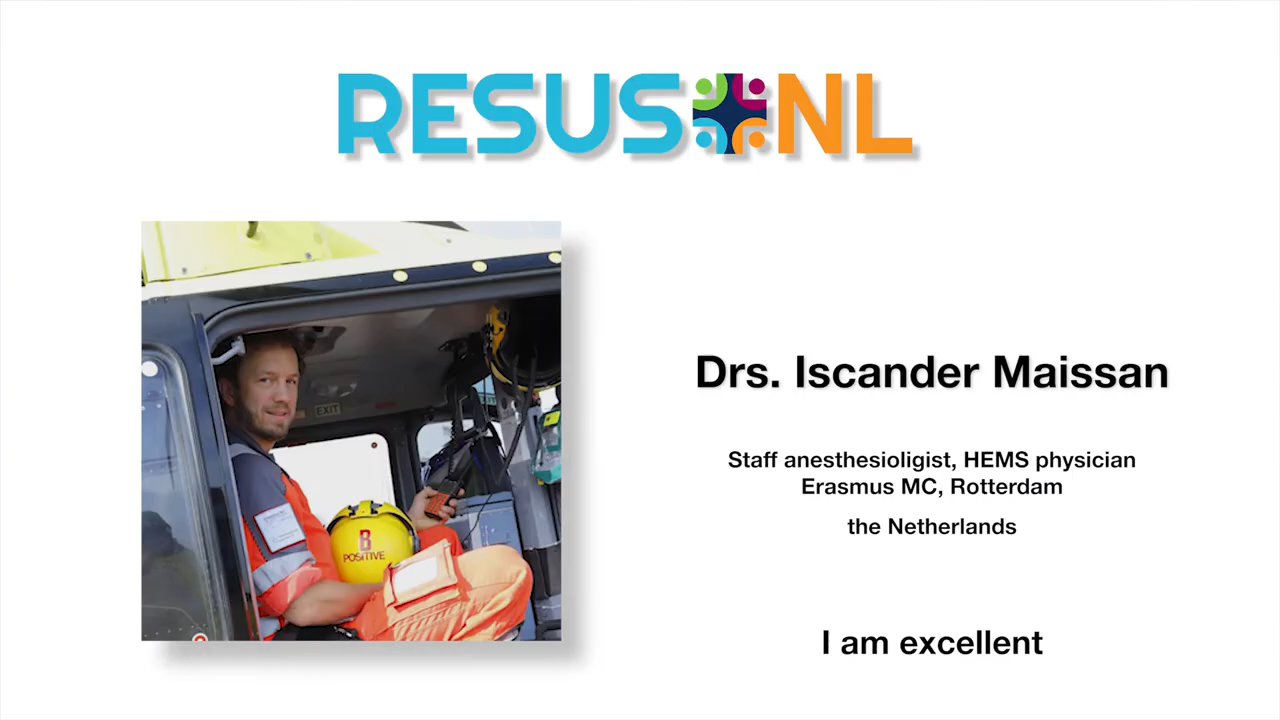 RESUS NL
EXIT
B
POSITIVE
Drs. Iscander Maissan
Staff anesthesioligist, HEMS physician
Erasmus MC, Rotterdam
the Netherlands
I am excellent